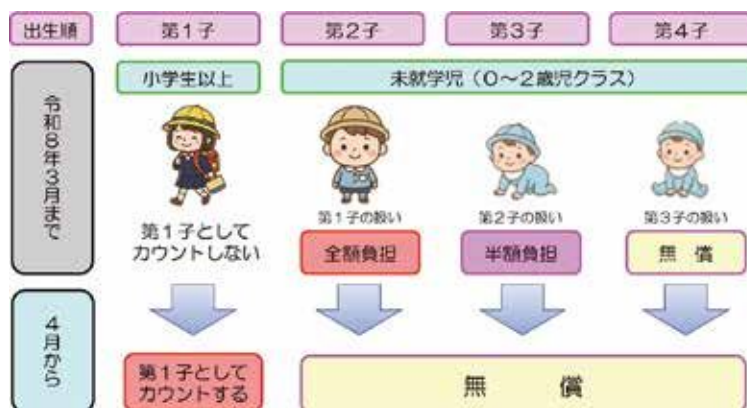 出生順
第1子
第2子
第3子
第4子
令和8年3月まで
小学生以上
未就学児（0～2歳児クラス）
第1子として
カウントしない
第1子の扱い
全額負担
第2子の扱い
半額負担
第3子の扱い
無 償
4月から
第1子として
カウントする
無 償